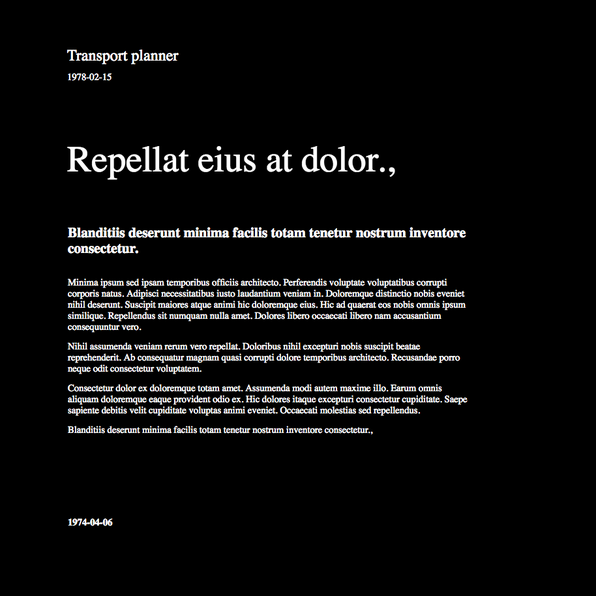 Transport planner
1978-02-15
Repellat eius at dolor.,
Blanditiis deserunt minima facilis totam tenetur nostrum inventore
consectetur.
Minima ipsum sed ipsam temporibus officiis architecto. Perferendis voluptate voluptatibus corrupti
corporis natus. Adipisci necessitatibus iusto laudantium veniam in. Doloremque distinctio nobis eveniet
nihil deserunt. Suscipit maiores atque animi hic doloremque eius. Hic ad quaerat eos nobis omnis ipsum
similique. Repellendus sit numquam nulla amet. Dolores libero occaecati libero nam accusantium
consequuntur vero.
Nihil assumenda veniam rerum vero repellat. Doloribus nihil excepturi nobis suscipit beatae
reprehenderit. Ab consequatur magnam quasi corrupti dolore temporibus architecto. Recusandae porro
neque odit consectetur voluptatem.
Consectetur dolor ex doloremque totam amet. Assumenda modi autem maxime illo. Earum omnis
aliquam doloremque eaque provident odio ex. Hic dolores itaque excepturi consectetur cupiditate. Saepe
sapiente debitis velit cupiditate voluptas animi eveniet. Occaecati molestias sed repellendus.
Blanditiis deserunt minima facilis totam tenetur nostrum inventore consectetur.,
1974-04-06